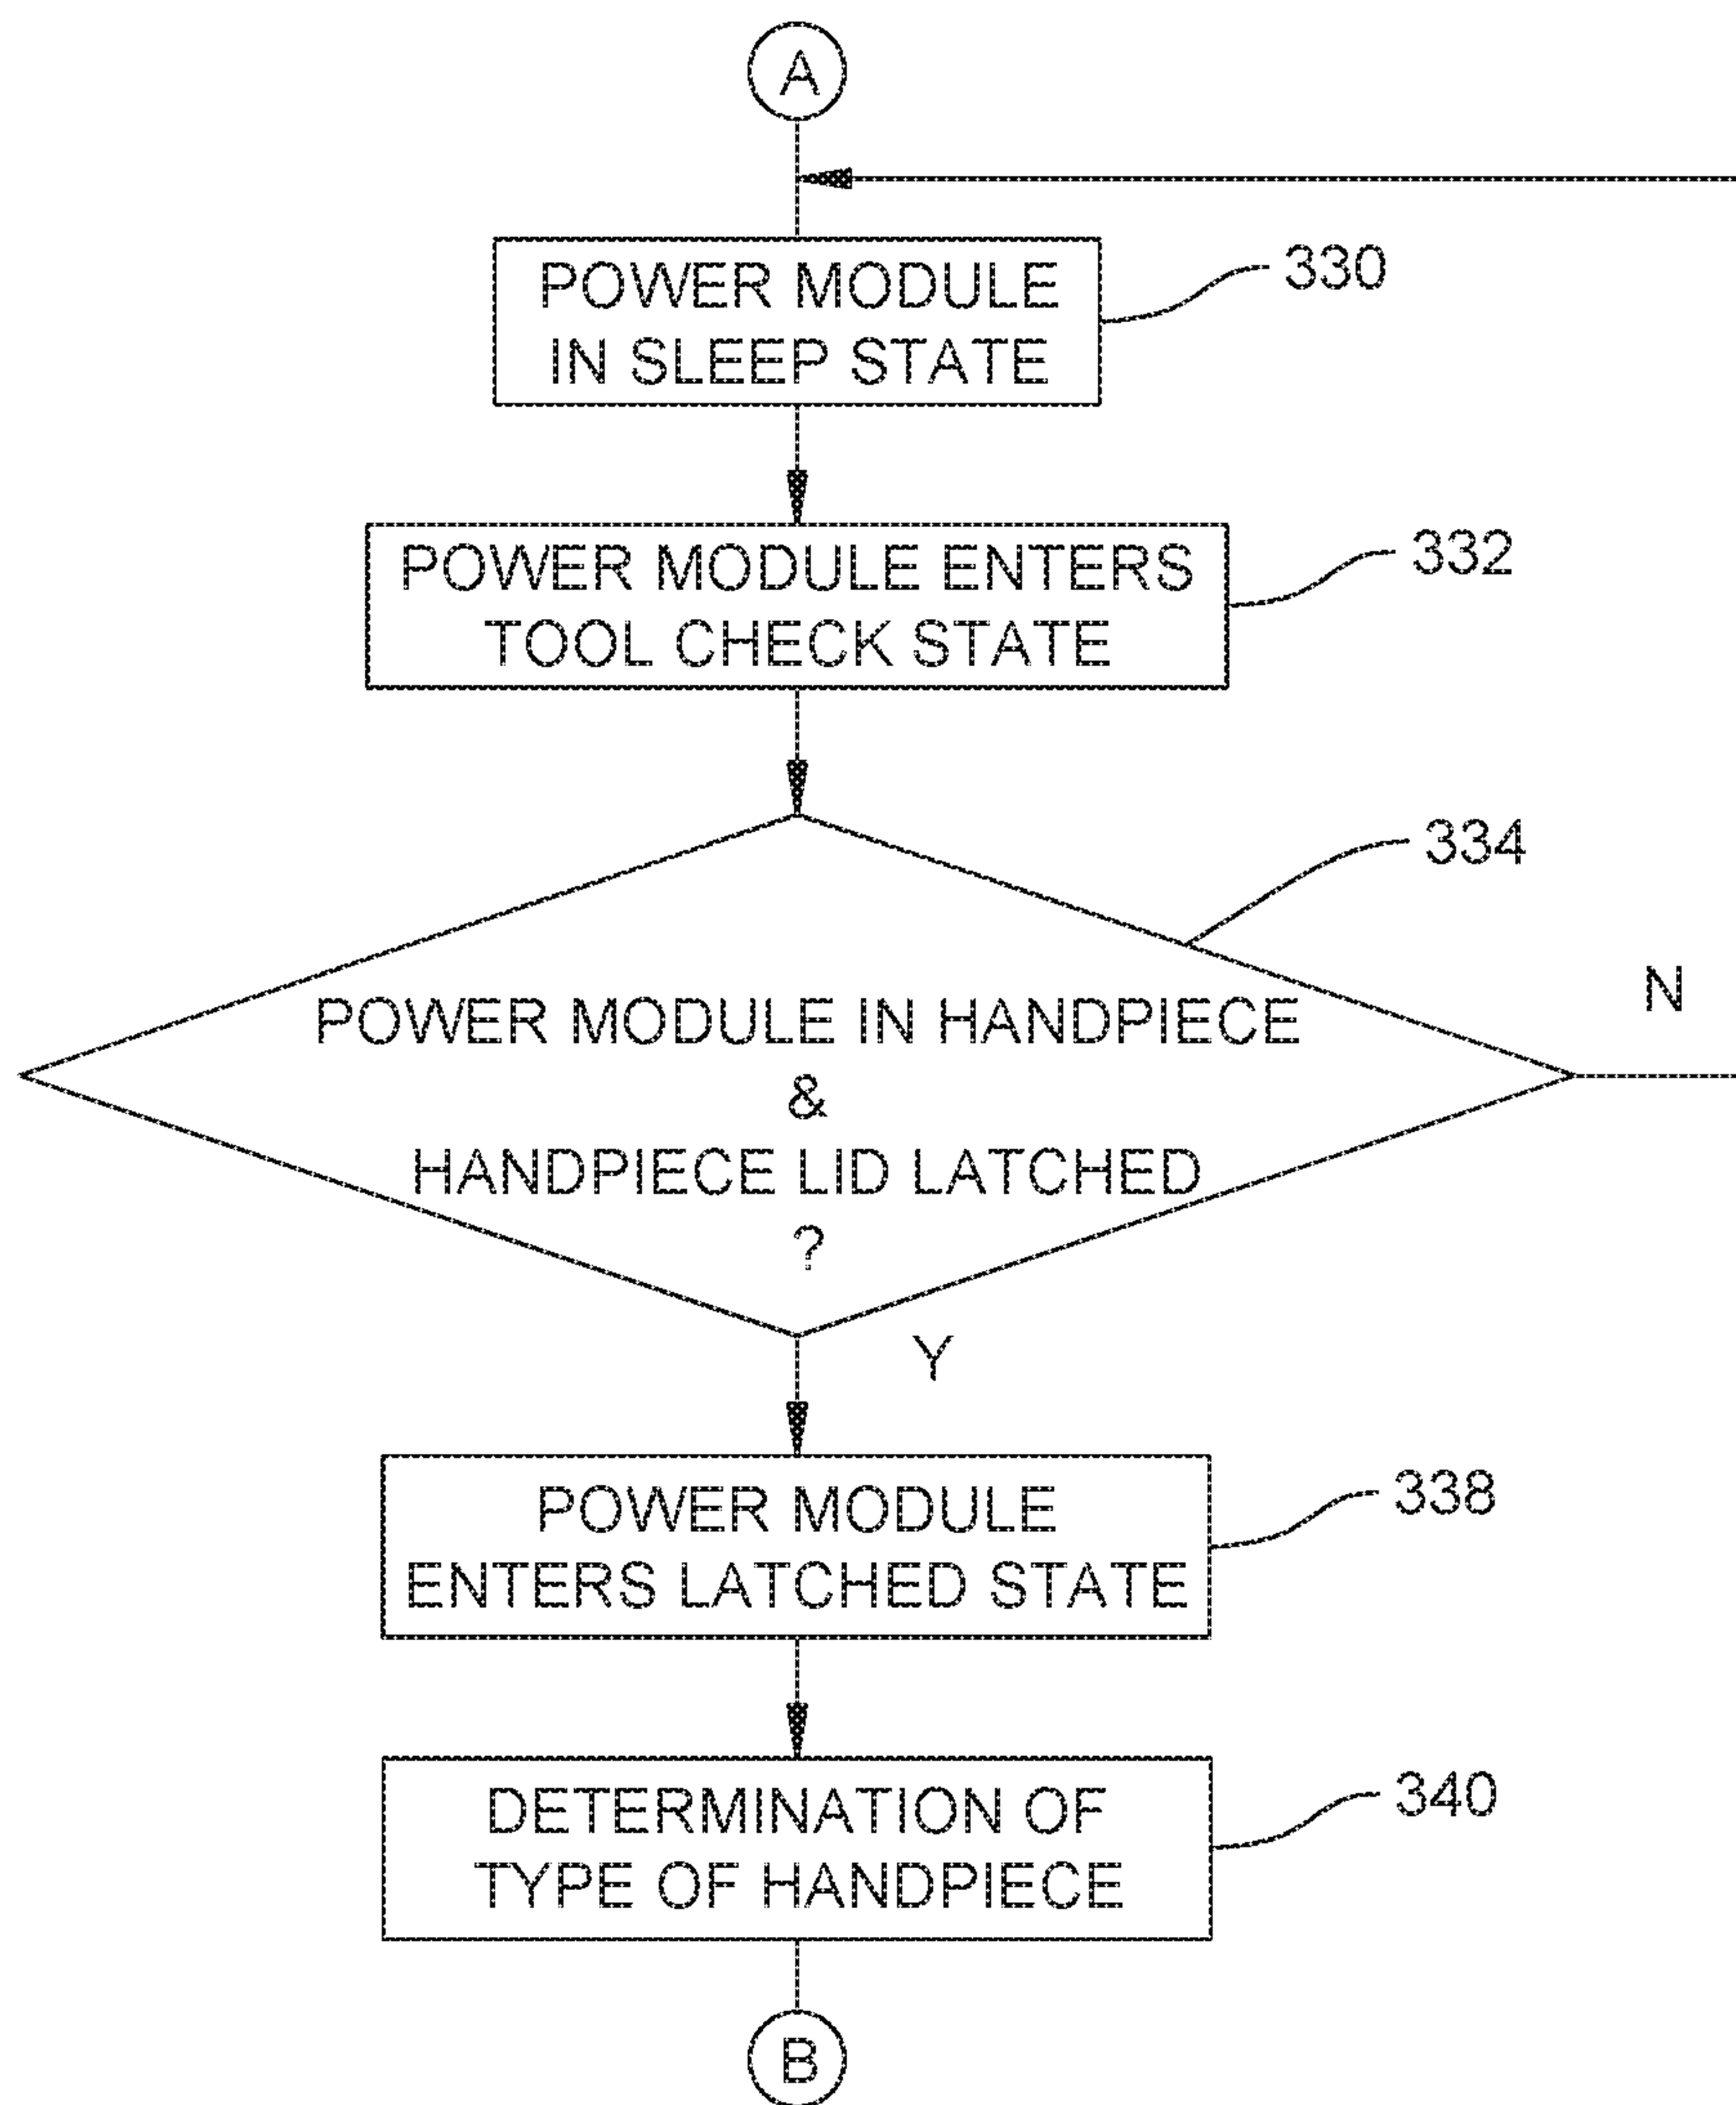 A
POWER MODULE
IN SLEEP STATE
330
POWER MODULE ENTERS
TOOL CHECK STATE
332
334
N
POWER MODULE IN HANDPIECE
&
HANDPIECE LID LATCHED
?
Y
POWER MODULE
ENTERS LATCHED STATE
338
DETERMINATION OF
TYPE OF HANDPIECE
340
B